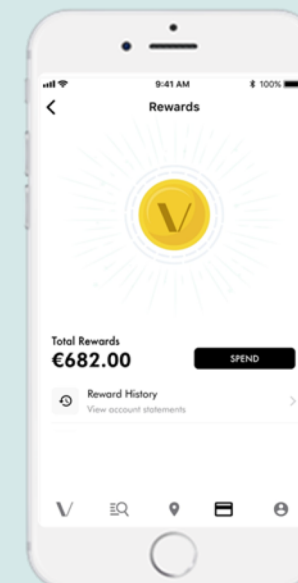 9:41 AM
100%
Rewards
V
Total Rewards
€682.00
SPEND
Reward History
View account statements
V